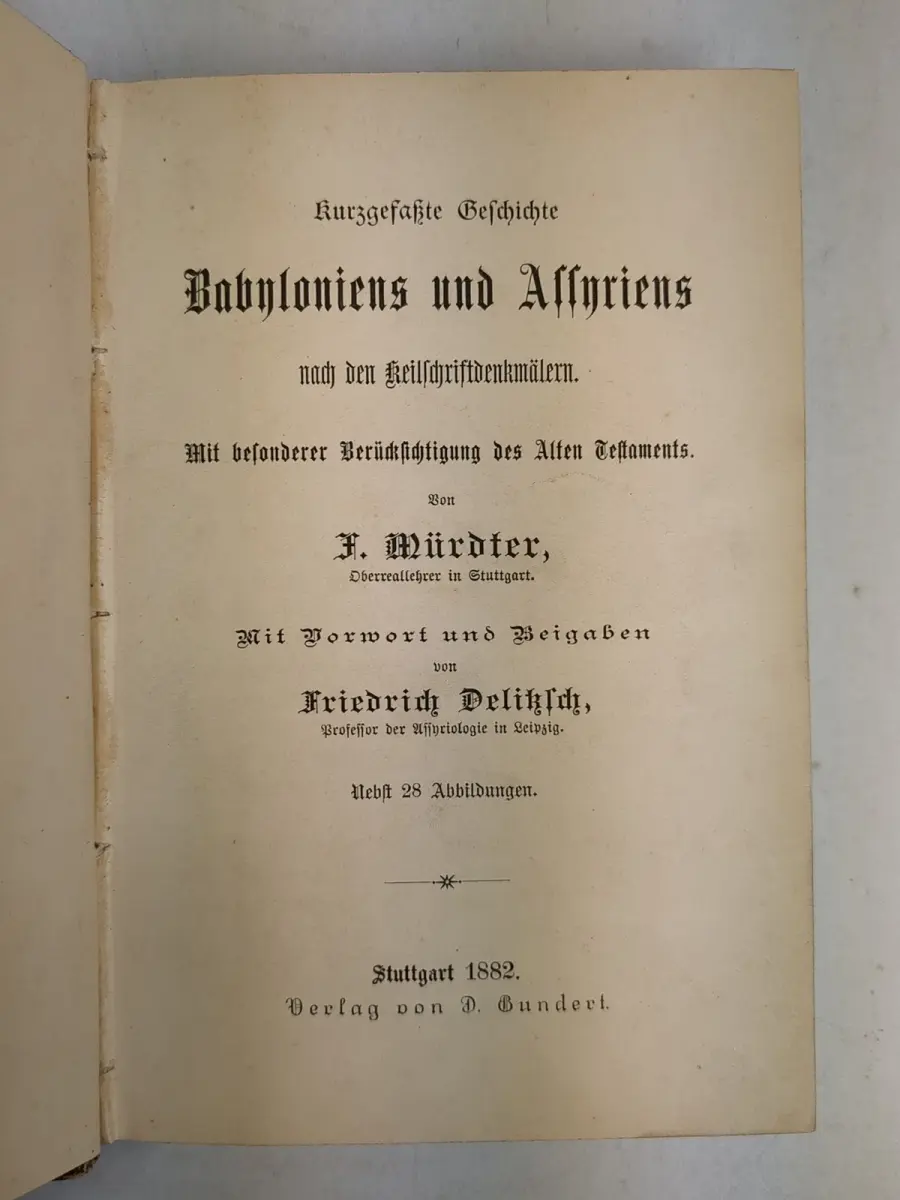 Kurzgefaßte Geschichte
Babyloniens und Assyriens
nach den Keilschriftdenkmälern.
Mit besonderer Berücksichtigung des Alten Testaments.
Von
F. Mürdter,
Oberreallehrer in Stuttgart.
Mit Vorwort und Beigaben
von
Friedrich Delitzsch,
Professor der Assyriologie in Leipzig.
Nebst 28 Abbildungen.
Stuttgart 1882.
Verlag von D. Gundert.